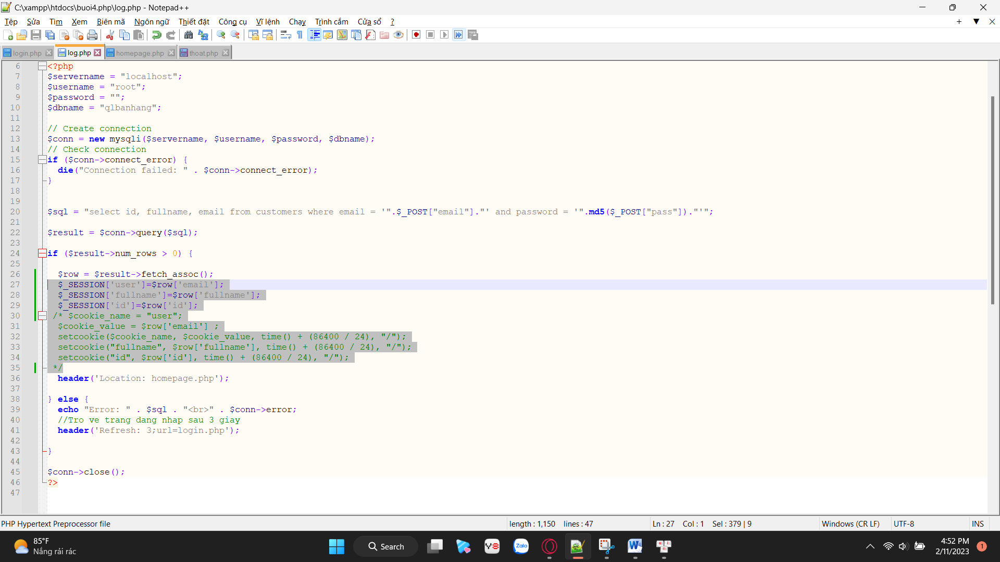 C:\xampp\htdocs\buoi4.php\log.php - Notepad++
Tệp Sửa Tìm Xem Biên mã Ngôn ngữ Thiết đặt Công cụ Vĩ lệnh Chạy Trình cắm Cửa sổ ?
login.php log.php homepage.php thoat.php
6 <?php
7 $servername = "localhost";
8 $username = "root";
9 $password = "";
10 $dbname = "qlbanhang";
11
12 // Create connection
13 $conn = new mysqli($servername, $username, $password, $dbname);
14 // Check connection
15 if ($conn->connect_error) {
16 die("Connection failed: " . $conn->connect_error);
17 }
18
19
20 $sql = "select id, fullname, email from customers where email = '".$_POST["email"]."' and password = '".md5($_POST["pass"])."'";
21
22 $result = $conn->query($sql);
23
24 if ($result->num_rows > 0) {
25
26 $row = $result->fetch_assoc();
27 $_SESSION['user']=$row['email'];
28 $_SESSION['fullname']=$row['fullname'];
29 $_SESSION['id']=$row['id'];
30 /* $cookie_name = "user";
31 $cookie_value = $row['email'] ;
32 setcookie($cookie_name, $cookie_value, time() + (86400 / 24), "/");
33 setcookie("fullname", $row['fullname'], time() + (86400 / 24), "/");
34 setcookie("id", $row['id'], time() + (86400 / 24), "/");
35 */
36 header('Location: homepage.php');
37
38 } else {
39 echo "Error: " . $sql . "<br>" . $conn->error;
40 //Tro ve trang dang nhap sau 3 giay
41 header('Refresh: 3;url=login.php');
42
43 }
44
45 $conn->close();
46 ?>
47
PHP Hypertext Preprocessor file length : 1,150 lines : 47 Ln : 27 Col : 1 Sel : 379 | 9 Windows (CR LF) UTF-8 INS
85°F
Nắng rải rác
Search
Zalo
4:52 PM
2/11/2023
1